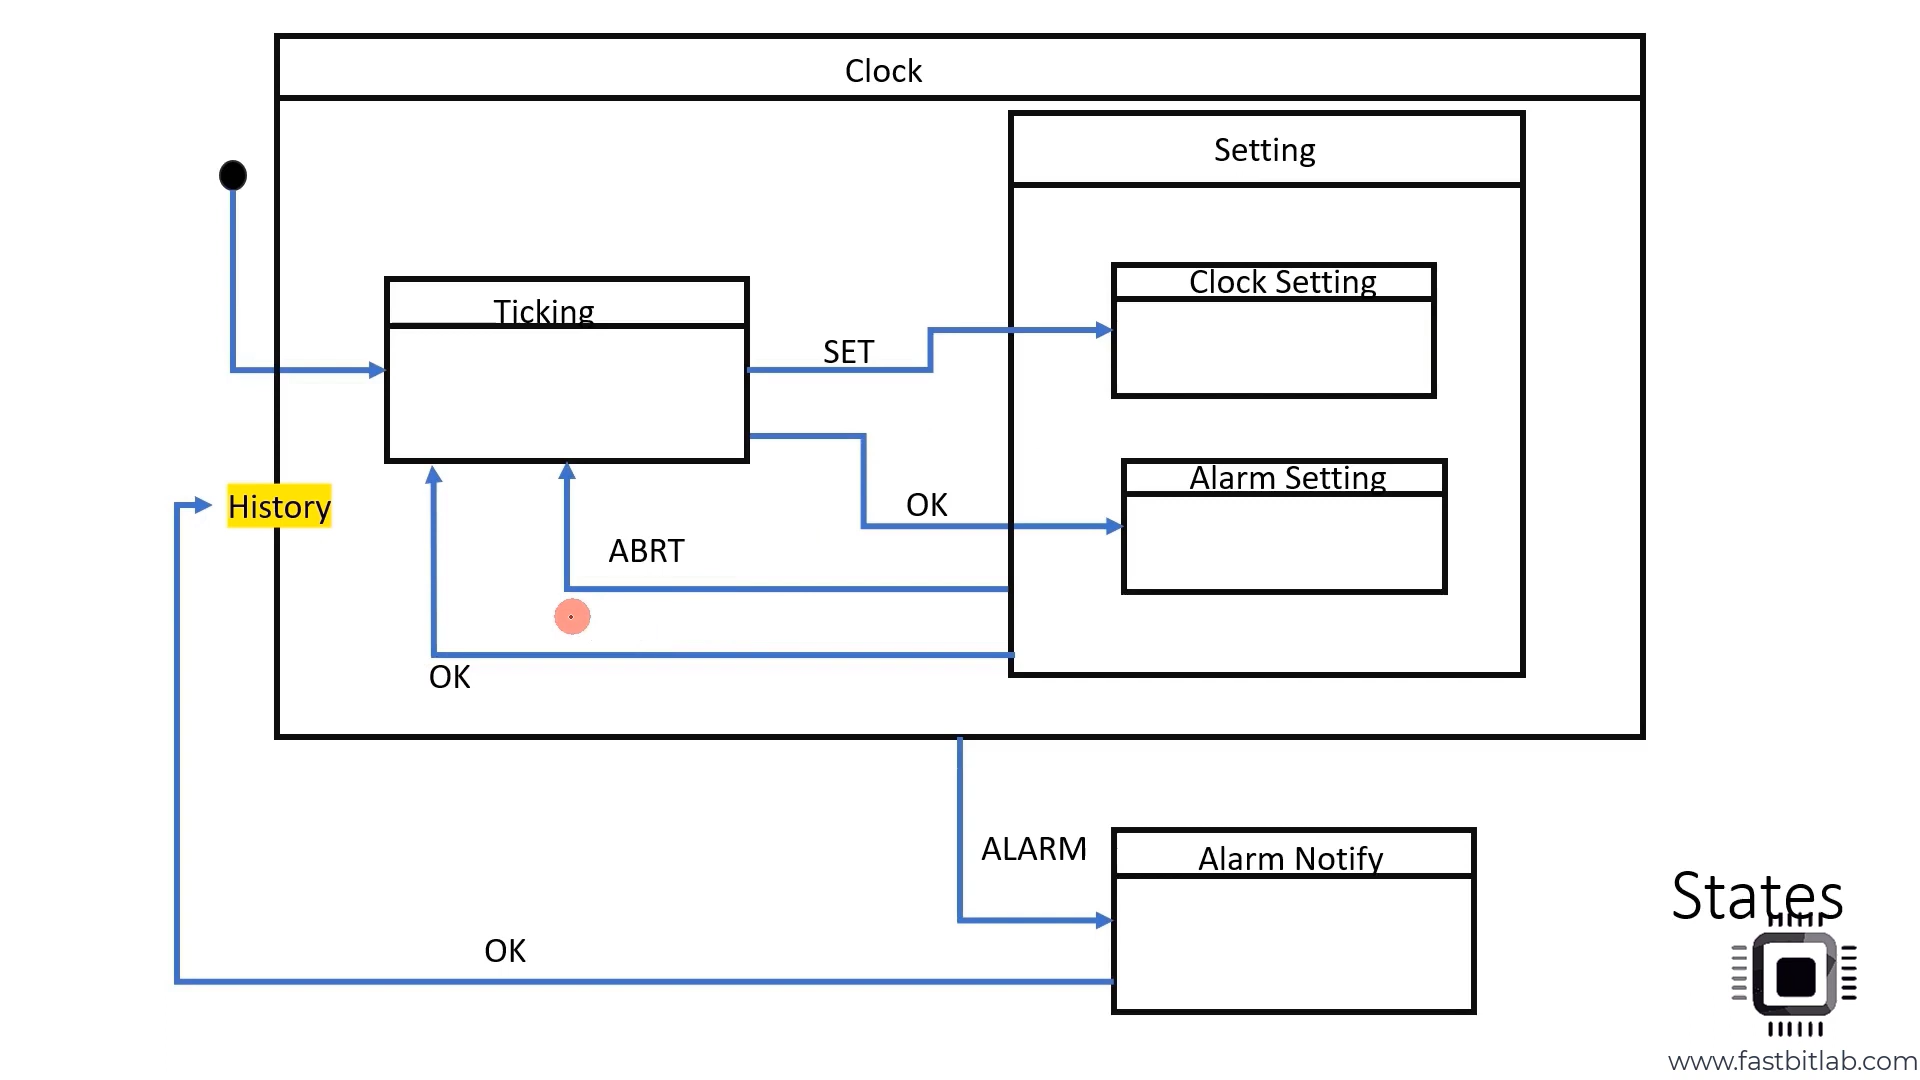 Clock
Setting
Clock Setting
Ticking
SET
Alarm Setting
History
OK
ABRT
OK
ALARM
Alarm Notify
States
OK
www.fastbitlab.com